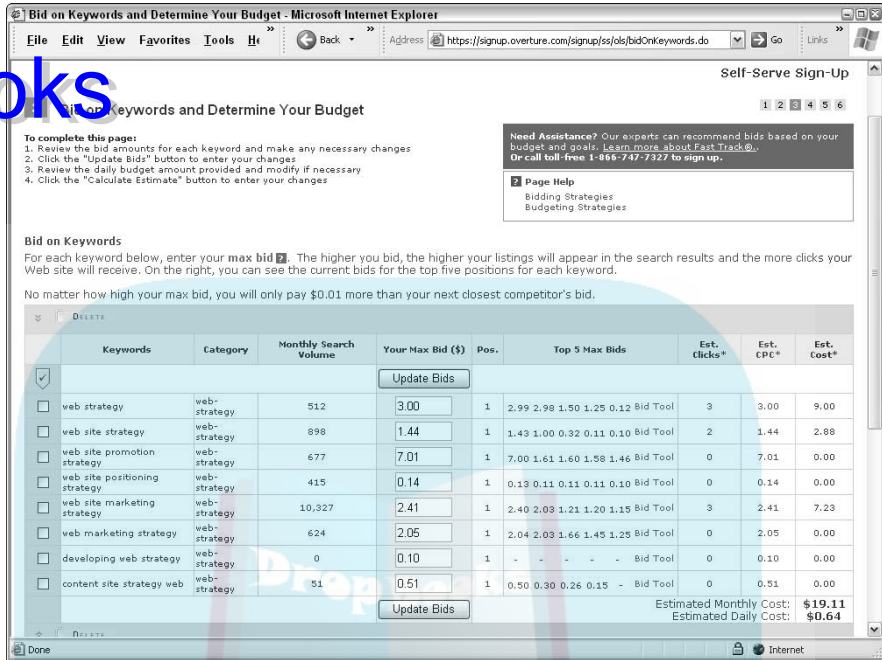 Bid on Keywords and Determine Your Budget - Microsoft Internet Explorer
File Edit View Favorites Tools He » Back » Address https://signup.overture.com/signup/ss/ols/bidOnKeywords.do Go Links »
oks
Self-Serve Sign-Up
Bid on Keywords and Determine Your Budget
1 2 3 4 5 6
To complete this page:
1. Review the bid amounts for each keyword and make any necessary changes
2. Click the "Update Bids" button to enter your changes
3. Review the daily budget amount provided and modify if necessary
4. Click the "Calculate Estimate" button to enter your changes
Need Assistance? Our experts can recommend bids based on your
budget and goals. Learn more about Fast Track®.
Or call toll-free 1-866-747-7327 to sign up.
? Page Help
Bidding Strategies
Budgeting Strategies
Bid on Keywords
For each keyword below, enter your max bid ?. The higher you bid, the higher your listings will appear in the search results and the more clicks your
Web site will receive. On the right, you can see the current bids for the top five positions for each keyword.
No matter how high your max bid, you will only pay $0.01 more than your next closest competitor's bid.
DELETE
Keywords Category Monthly Search Volume Your Max Bid ($) Pos. Top 5 Max Bids Est. Clicks* Est. CPC* Est. Cost*
Update Bids
web strategy web-strategy 512 3.00 1 2.99 2.98 1.50 1.25 0.12 Bid Tool 3 3.00 9.00
web site strategy web-strategy 898 1.44 1 1.43 1.00 0.32 0.11 0.10 Bid Tool 2 1.44 2.88
web site promotion strategy web-strategy 677 7.01 1 7.00 1.61 1.60 1.58 1.46 Bid Tool 0 7.01 0.00
web site positioning strategy web-strategy 415 0.14 1 0.13 0.11 0.11 0.11 0.10 Bid Tool 0 0.14 0.00
web site marketing strategy web-strategy 10,327 2.41 1 2.40 2.03 1.21 1.20 1.15 Bid Tool 3 2.41 7.23
web marketing strategy web-strategy 624 2.05 1 2.04 2.03 1.66 1.45 1.25 Bid Tool 0 2.05 0.00
developing web strategy web-strategy 0 0.10 1 - - - - - Bid Tool 0 0.10 0.00
content site strategy web web-strategy 51 0.51 1 0.50 0.30 0.26 0.15 - Bid Tool 0 0.51 0.00
Update Bids
Estimated Monthly Cost: $19.11
Estimated Daily Cost: $0.64
DELETE
Done Internet